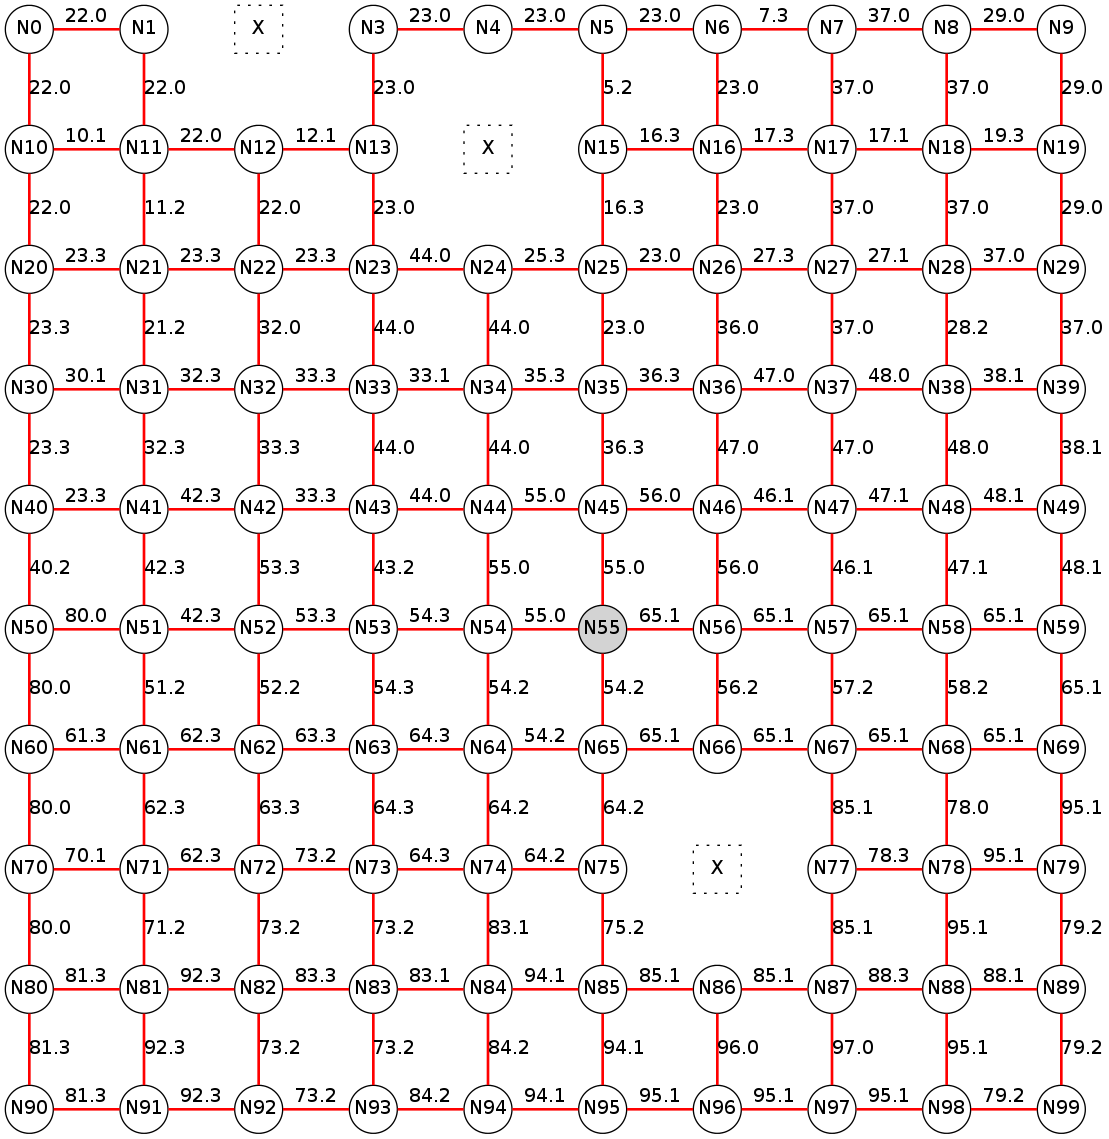 22.0 23.0 23.0 23.0 7.3 37.0 29.0
N0 N1 X N3 N4 N5 N6 N7 N8 N9
22.0 22.0 23.0 5.2 23.0 37.0 37.0 29.0
10.1 22.0 12.1 16.3 17.3 17.1 19.3
N10 N11 N12 N13 X N15 N16 N17 N18 N19
22.0 11.2 22.0 23.0 16.3 23.0 37.0 37.0 29.0
23.3 23.3 23.3 44.0 25.3 23.0 27.3 27.1 37.0
N20 N21 N22 N23 N24 N25 N26 N27 N28 N29
23.3 21.2 32.0 44.0 44.0 23.0 36.0 37.0 28.2 37.0
30.1 32.3 33.3 33.1 35.3 36.3 47.0 48.0 38.1
N30 N31 N32 N33 N34 N35 N36 N37 N38 N39
23.3 32.3 33.3 44.0 44.0 36.3 47.0 47.0 48.0 38.1
23.3 42.3 33.3 44.0 55.0 56.0 46.1 47.1 48.1
N40 N41 N42 N43 N44 N45 N46 N47 N48 N49
40.2 42.3 53.3 43.2 55.0 55.0 56.0 46.1 47.1 48.1
80.0 42.3 53.3 54.3 55.0 65.1 65.1 65.1 65.1
N50 N51 N52 N53 N54 N55 N56 N57 N58 N59
80.0 51.2 52.2 54.3 54.2 54.2 56.2 57.2 58.2 65.1
61.3 62.3 63.3 64.3 54.2 65.1 65.1 65.1 65.1
N60 N61 N62 N63 N64 N65 N66 N67 N68 N69
80.0 62.3 63.3 64.3 64.2 64.2 85.1 78.0 95.1
70.1 62.3 73.2 64.3 64.2 78.3 95.1
N70 N71 N72 N73 N74 N75 X N77 N78 N79
80.0 71.2 73.2 73.2 83.1 75.2 85.1 95.1 79.2
81.3 92.3 83.3 83.1 94.1 85.1 85.1 88.3 88.1
N80 N81 N82 N83 N84 N85 N86 N87 N88 N89
81.3 92.3 73.2 73.2 84.2 94.1 96.0 97.0 95.1 79.2
81.3 92.3 73.2 84.2 94.1 95.1 95.1 95.1 79.2
N90 N91 N92 N93 N94 N95 N96 N97 N98 N99